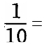 1/10 =